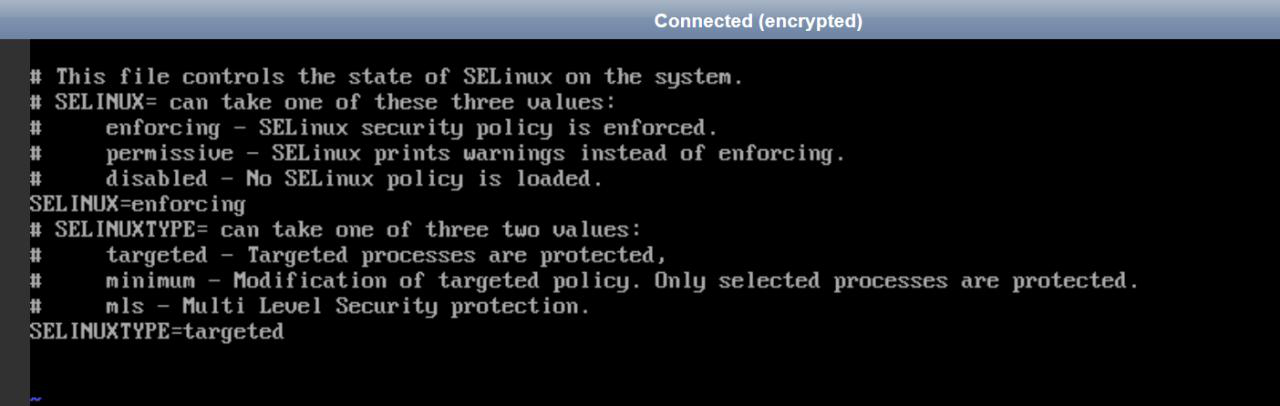 Connected (encrypted)
# This file controls the state of SELinux on the system.
# SELINUX= can take one of these three values:
#     enforcing - SELinux security policy is enforced.
#     permissive - SELinux prints warnings instead of enforcing.
#     disabled - No SELinux policy is loaded.
SELINUX=enforcing
# SELINUXTYPE= can take one of three two values:
#     targeted - Targeted processes are protected,
#     minimum - Modification of targeted policy. Only selected processes are protected.
#     mls - Multi Level Security protection.
SELINUXTYPE=targeted
~